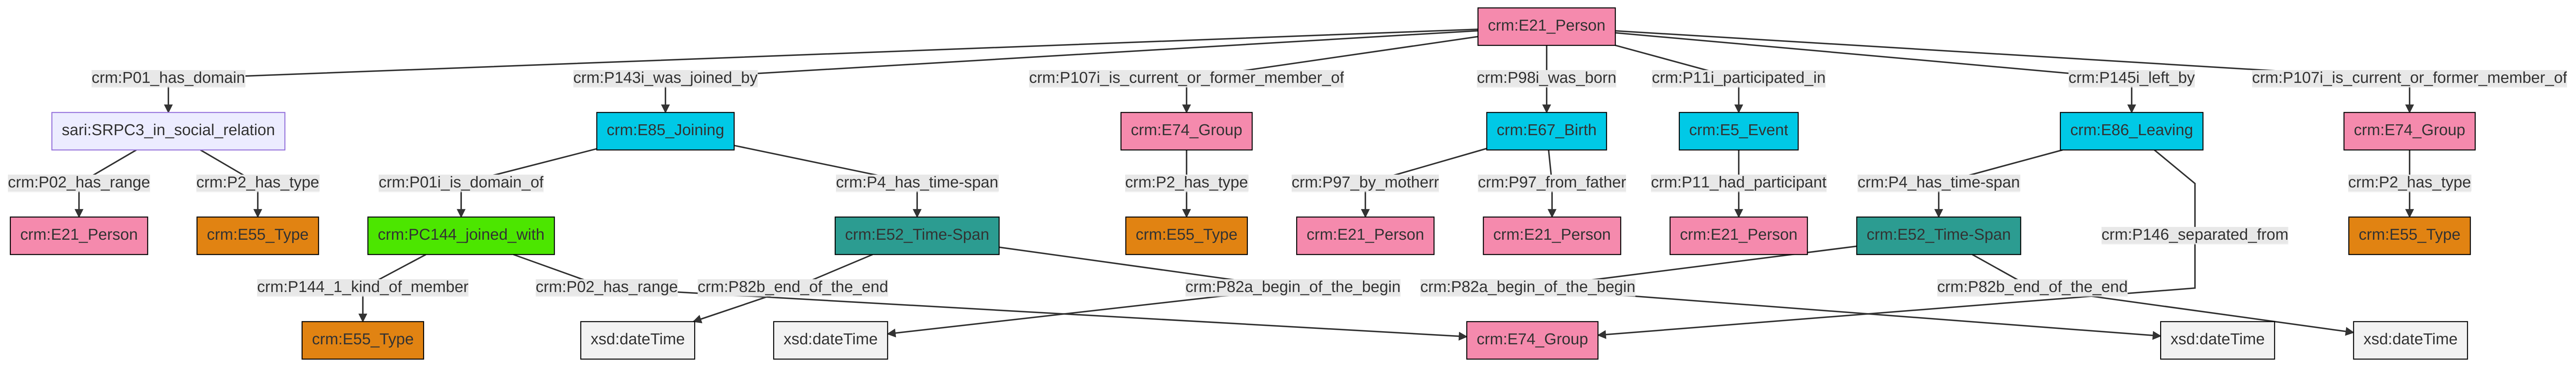 crm:E21_Person
crm:P01_has_domain
crm:P143i_was_joined_by
crm:P107i_is_current_or_former_member_of
crm:P98i_was_born
crm:P11i_participated_in
crm:P145i_left_by
crm:P107i_is_current_or_former_member_of
sari:SRPC3_in_social_relation
crm:E85_Joining
crm:E74_Group
crm:E67_Birth
crm:E5_Event
crm:E86_Leaving
crm:E74_Group
crm:P02_has_range
crm:P2_has_type
crm:P01i_is_domain_of
crm:P4_has_time-span
crm:P2_has_type
crm:P97_by_motherr
crm:P97_from_father
crm:P11_had_participant
crm:P4_has_time-span
crm:P2_has_type
crm:E21_Person
crm:E55_Type
crm:PC144_joined_with
crm:E52_Time-Span
crm:E55_Type
crm:E21_Person
crm:E21_Person
crm:E21_Person
crm:E52_Time-Span
crm:P146_separated_from
crm:E55_Type
crm:P144_1_kind_of_member
crm:P02_has_range
crm:P82b_end_of_the_end
crm:P82a_begin_of_the_begin
crm:P82a_begin_of_the_begin
crm:P82b_end_of_the_end
crm:E55_Type
xsd:dateTime
xsd:dateTime
crm:E74_Group
xsd:dateTime
xsd:dateTime